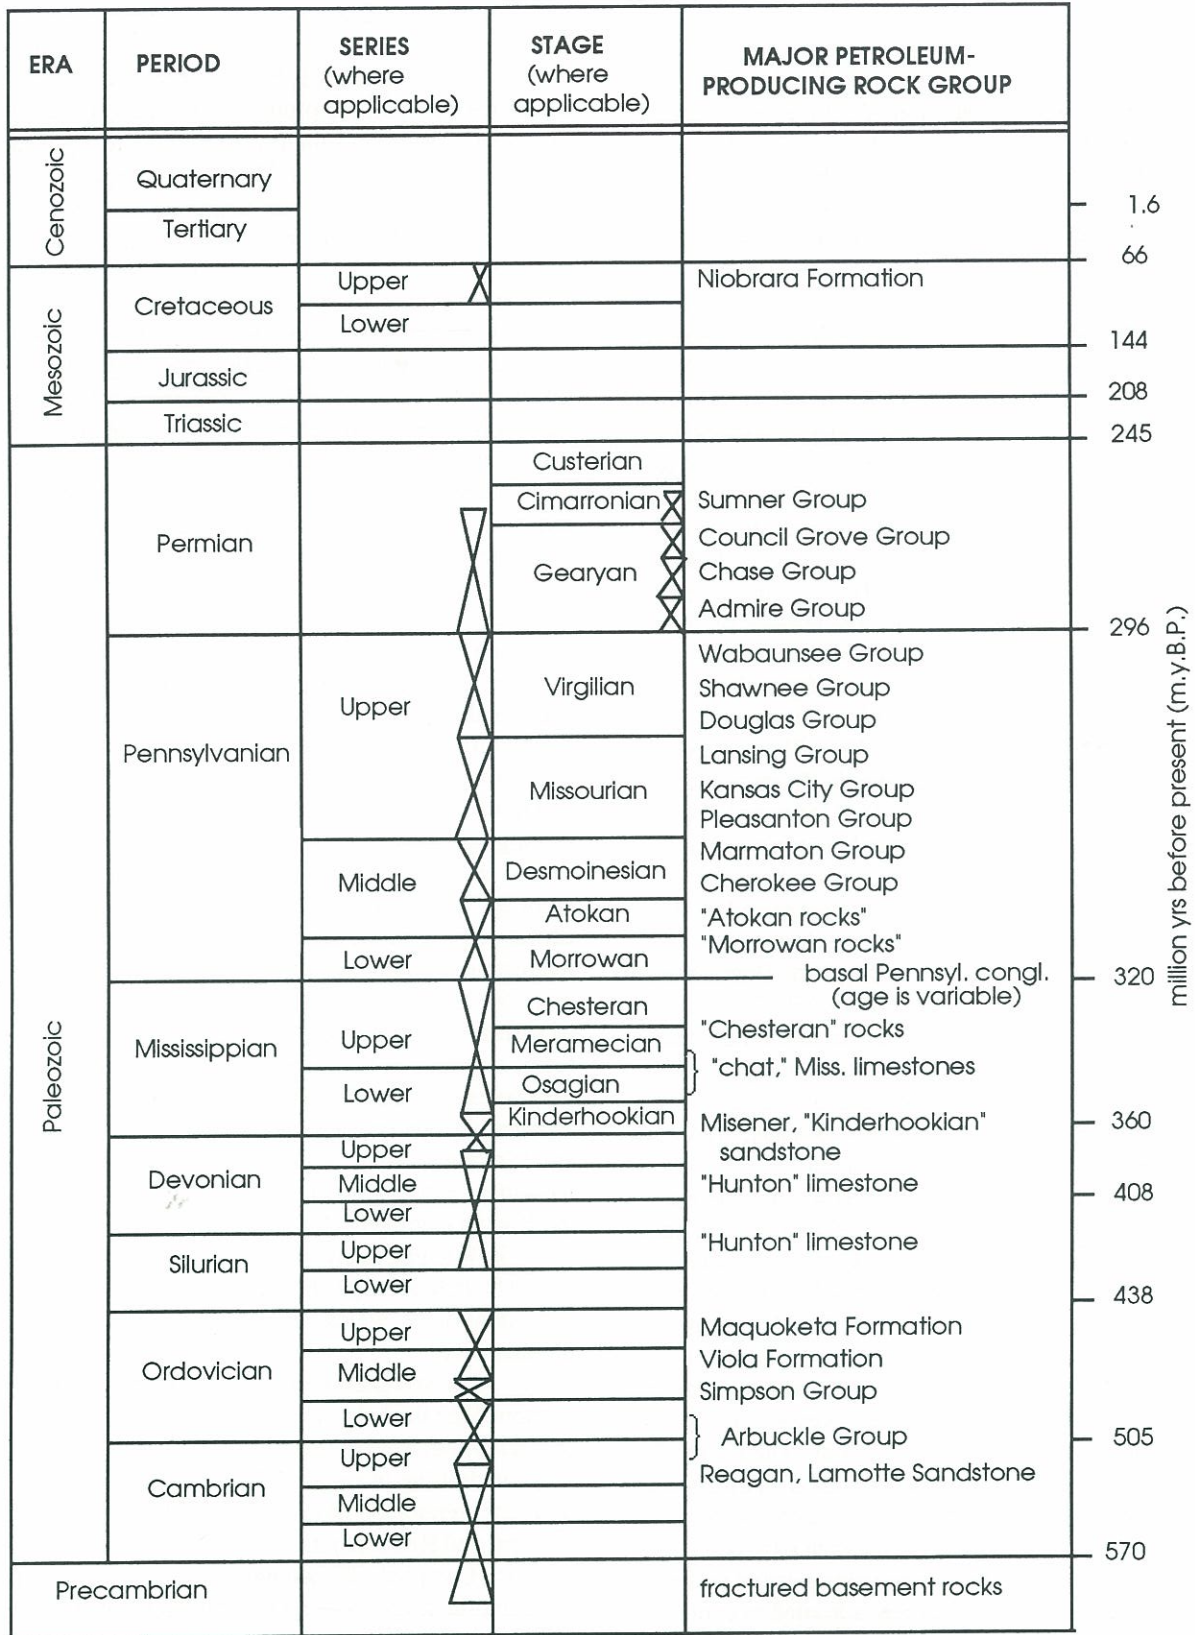 ERA
PERIOD
SERIES
(where
applicable)
STAGE
(where
applicable)
MAJOR PETROLEUM-
PRODUCING ROCK GROUP
Cenozoic
Quaternary
Tertiary
1.6
66
Mesozoic
Cretaceous
Upper
Niobrara Formation
Lower
144
Jurassic
208
Triassic
245
Paleozoic
Permian
Custerian
Cimarronian
Sumner Group
Gearyan
Council Grove Group
Chase Group
Admire Group
296
Pennsylvanian
Upper
Virgilian
Wabaunsee Group
Shawnee Group
Douglas Group
Missourian
Lansing Group
Kansas City Group
Pleasanton Group
Middle
Desmoinesian
Marmaton Group
Cherokee Group
Atokan
"Atokan rocks"
Lower
Morrowan
"Morrowan rocks"
basal Pennsyl. congl.
(age is variable)
320
Mississippian
Upper
Chesteran
"Chesteran" rocks
Meramecian
"chat," Miss. limestones
Lower
Osagian
Kinderhookian
Misener, "Kinderhookian"
sandstone
360
Devonian
Upper
Middle
"Hunton" limestone
Lower
408
Silurian
Upper
"Hunton" limestone
Lower
438
Ordovician
Upper
Maquoketa Formation
Middle
Viola Formation
Simpson Group
Lower
Arbuckle Group
505
Cambrian
Upper
Reagan, Lamotte Sandstone
Middle
Lower
570
Precambrian
fractured basement rocks
million yrs before present (m.y.B.P.)